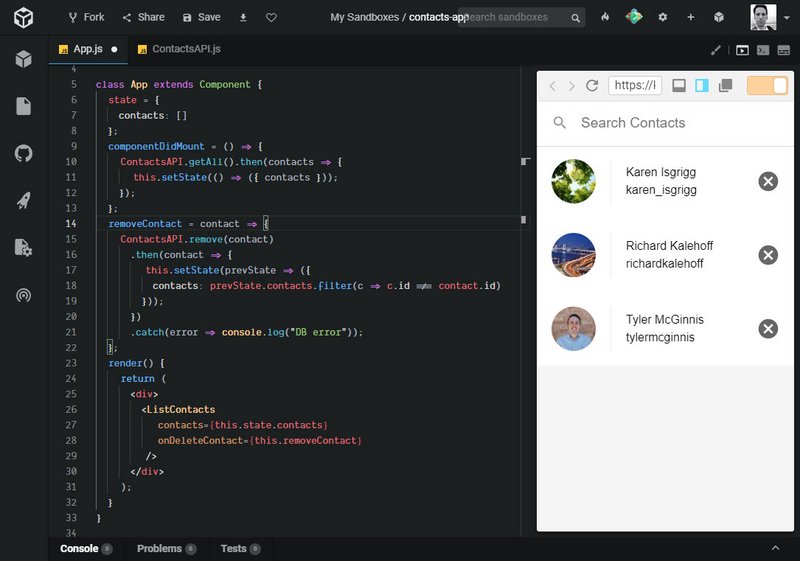 Fork Share Save My Sandboxes / contacts-app Search sandboxes
JS App.js JS ContactsAPI.js
4
5 class App extends Component {
6 state = {
7 contacts: []
8 };
9 componentDidMount = () => {
10 ContactsAPI.getAll().then(contacts => {
11 this.setState(() => ({ contacts }));
12 });
13 };
14 removeContact = contact => {
15 ContactsAPI.remove(contact)
16 .then(contact => {
17 this.setState(prevState => ({
18 contacts: prevState.contacts.filter(c => c.id !== contact.id)
19 }));
20 })
21 .catch(error => console.log("DB error"));
22 };
23 render() {
24 return (
25 <div>
26 <ListContacts
27 contacts={this.state.contacts}
28 onDeleteContact={this.removeContact}
29 />
30 </div>
31 );
32 }
33 }
34
https://
Search Contacts
Karen Isgrigg
karen_isgrigg
Richard Kalehoff
richardkalehoff
Tyler McGinnis
tylermcginnis
Console 0 Problems 0 Tests 0